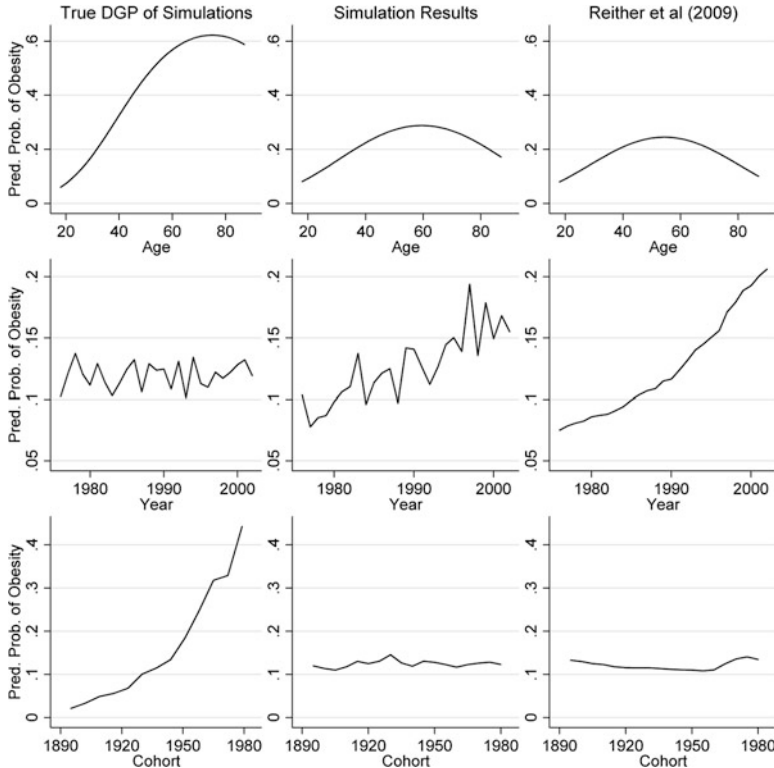 True DGP of Simulations
Simulation Results
Reither et al (2009)
Pred. Prob. of Obesity
0 .2 .4 .6
20 40 60 80
Age
0 .2 .4 .6
20 40 60 80
Age
0 .2 .4 .6
20 40 60 80
Age
Pred. Prob. of Obesity
.05 .1 .15 .2
1980 1990 2000
Year
.05 .1 .15 .2
1980 1990 2000
Year
.05 .1 .15 .2
1980 1990 2000
Year
Pred. Prob. of Obesity
0 .1 .2 .3 .4
1890 1920 1950 1980
Cohort
0 .1 .2 .3 .4
1890 1920 1950 1980
Cohort
0 .1 .2 .3 .4
1890 1920 1950 1980
Cohort